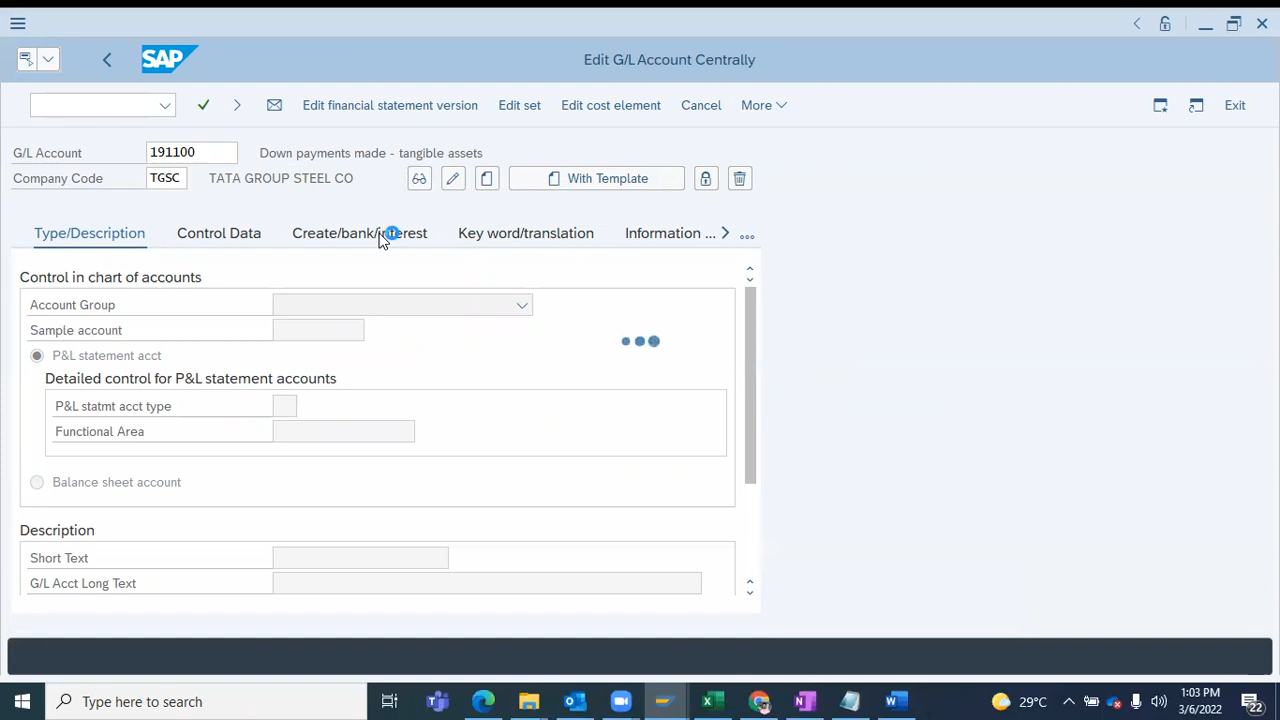 SAP
Edit G/L Account Centrally
Edit financial statement version Edit set Edit cost element Cancel More Exit
G/L Account 191100 Down payments made - tangible assets
Company Code TGSC TATA GROUP STEEL CO With Template
Type/Description Control Data Create/bank/interest Key word/translation Information ...
Control in chart of accounts
Account Group
Sample account
P&L statement acct
Detailed control for P&L statement accounts
P&L statmt acct type
Functional Area
Balance sheet account
Description
Short Text
G/L Acct Long Text
Type here to search
29°C
1:03 PM
3/6/2022
22